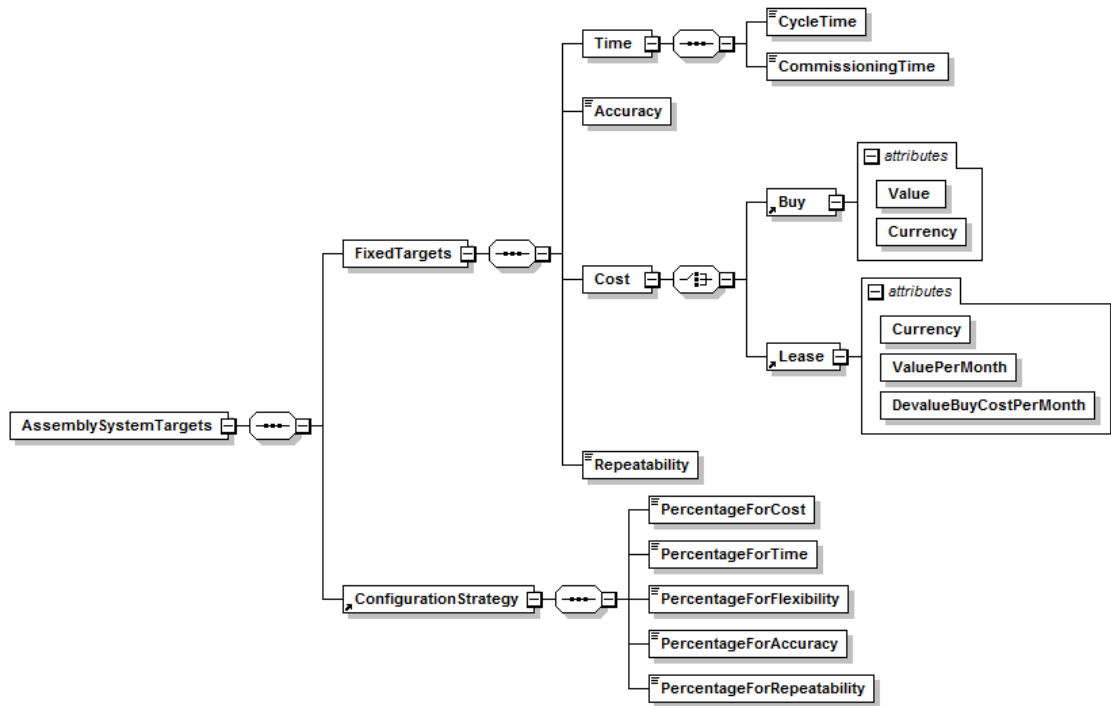 CycleTime
Time
CommissioningTime
Accuracy
attributes
Buy
Value
Currency
FixedTargets
Cost
attributes
Currency
Lease
ValuePerMonth
DevalueBuyCostPerMonth
AssemblySystemTargets
Repeatability
PercentageForCost
PercentageForTime
ConfigurationStrategy
PercentageForFlexibility
PercentageForAccuracy
PercentageForRepeatability